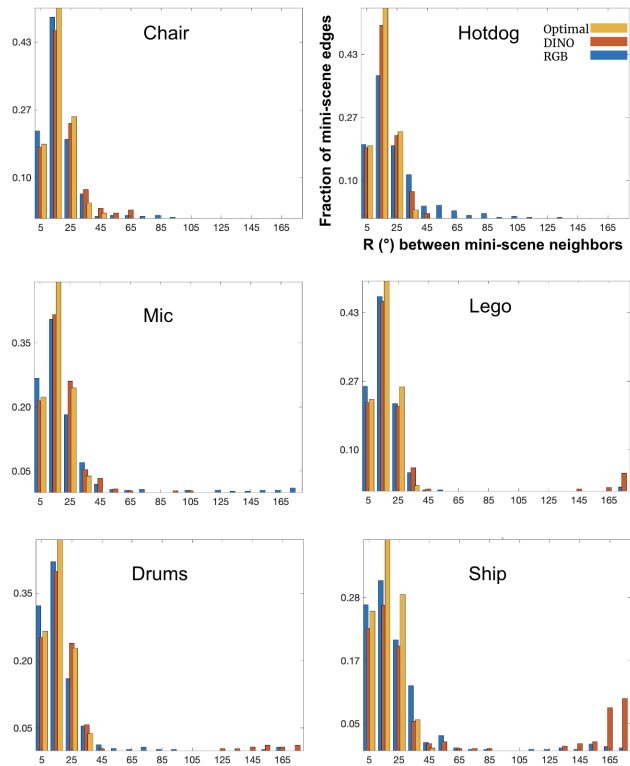 Chair
0.43
0.27
0.10
5 25 45 65 85 105 125 145 165
Hotdog
Optimal
DINO
RGB
0.43
0.27
0.10
5 25 45 65 85 105 125 145 165
Fraction of mini-scene edges
R (°) between mini-scene neighbors
Mic
0.35
0.20
0.05
5 25 45 65 85 105 125 145 165
Lego
0.43
0.27
0.10
5 25 45 65 85 105 125 145 165
Drums
0.35
0.20
0.05
5 25 45 65 85 105 125 145 165
Ship
0.28
0.17
0.05
5 25 45 65 85 105 125 145 165